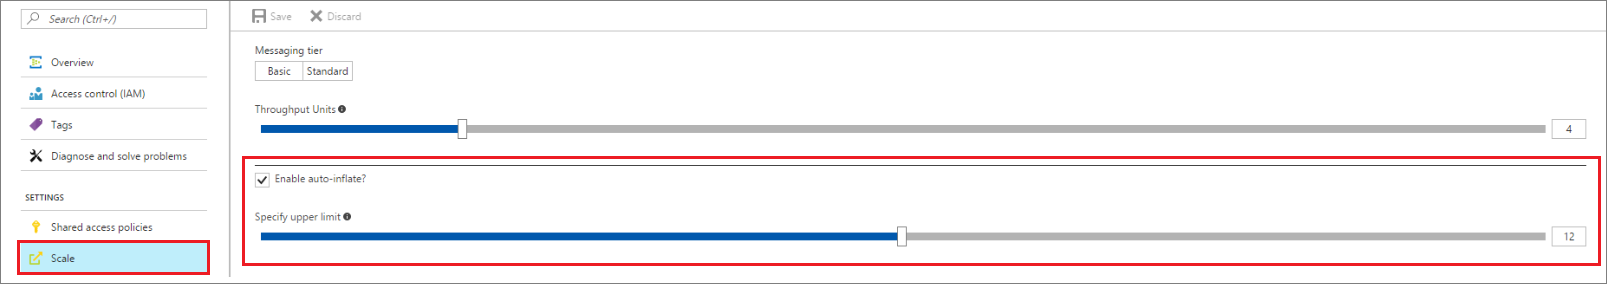 Search (Ctrl+/)
Overview
Access control (IAM)
Tags
Diagnose and solve problems
SETTINGS
Shared access policies
Scale
Save Discard
Messaging tier
Basic Standard
Throughput Units
4
Enable auto-inflate?
Specify upper limit
12